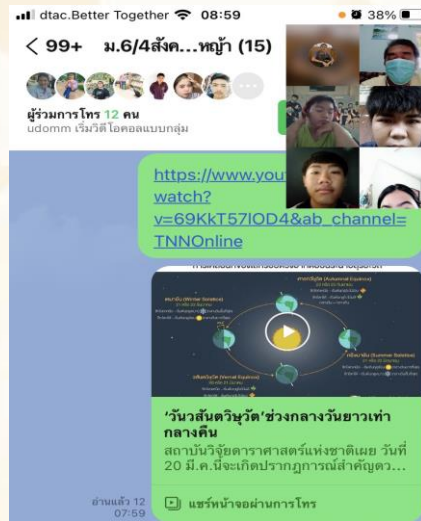 dtac.Better Together 08:59 38%
99+ ม.6/4สังค...หญ้า (15)
ผู้ร่วมการโทร 12 คน
udomm เริ่มวิดีโอคอลแบบกลุ่ม
https://www.you
watch?
v=69KkT57lOD4&ab_channel=
TNNOnline
'วันวสันตวิษุวัต'ช่วงกลางวันยาวเท่า
กลางคืน
สถาบันวิจัยดาราศาสตร์แห่งชาติเผย วันที่
20 มี.ค.นี้จะเกิดปรากฏการณ์สำคัญดว...
อ่านแล้ว 12
07:59
แชร์หน้าจอผ่านการโทร